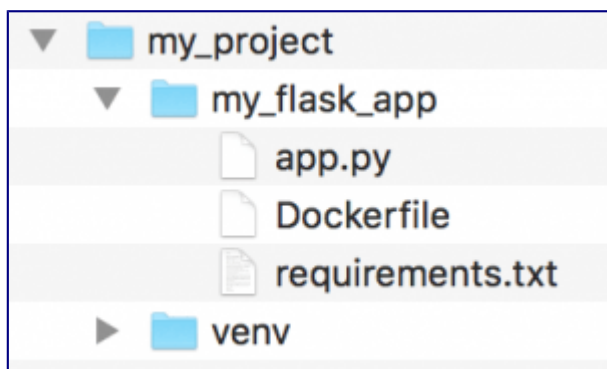 my_project
my_flask_app
app.py
Dockerfile
requirements.txt
venv